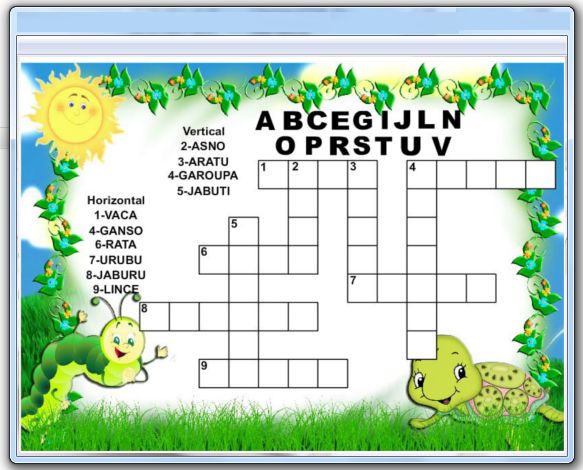 A B C E G I J L N
O P R S T U V
Vertical
2-ASNO
3-ARATU
4-GAROUPA
5-JABUTI
Horizontal
1-VACA
4-GANSO
6-RATA
7-URUBU
8-JABURU
9-LINCE
1 2 3 4
5
6
7
8
9